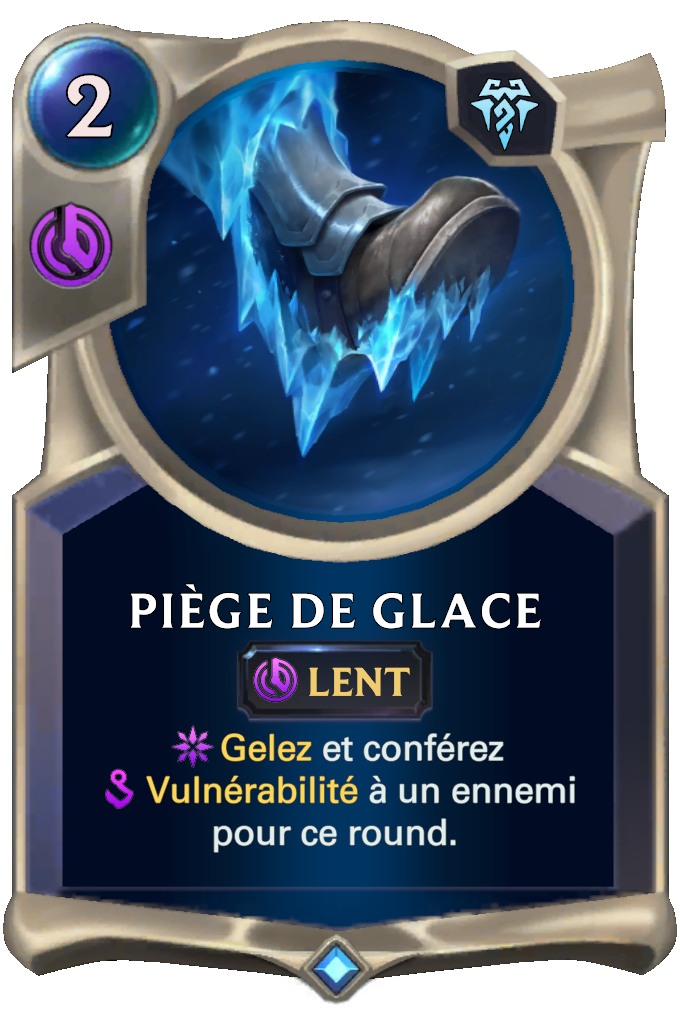 2
PIÈGE DE GLACE
LENT
Gelez et conférez
Vulnérabilité à un ennemi
pour ce round.